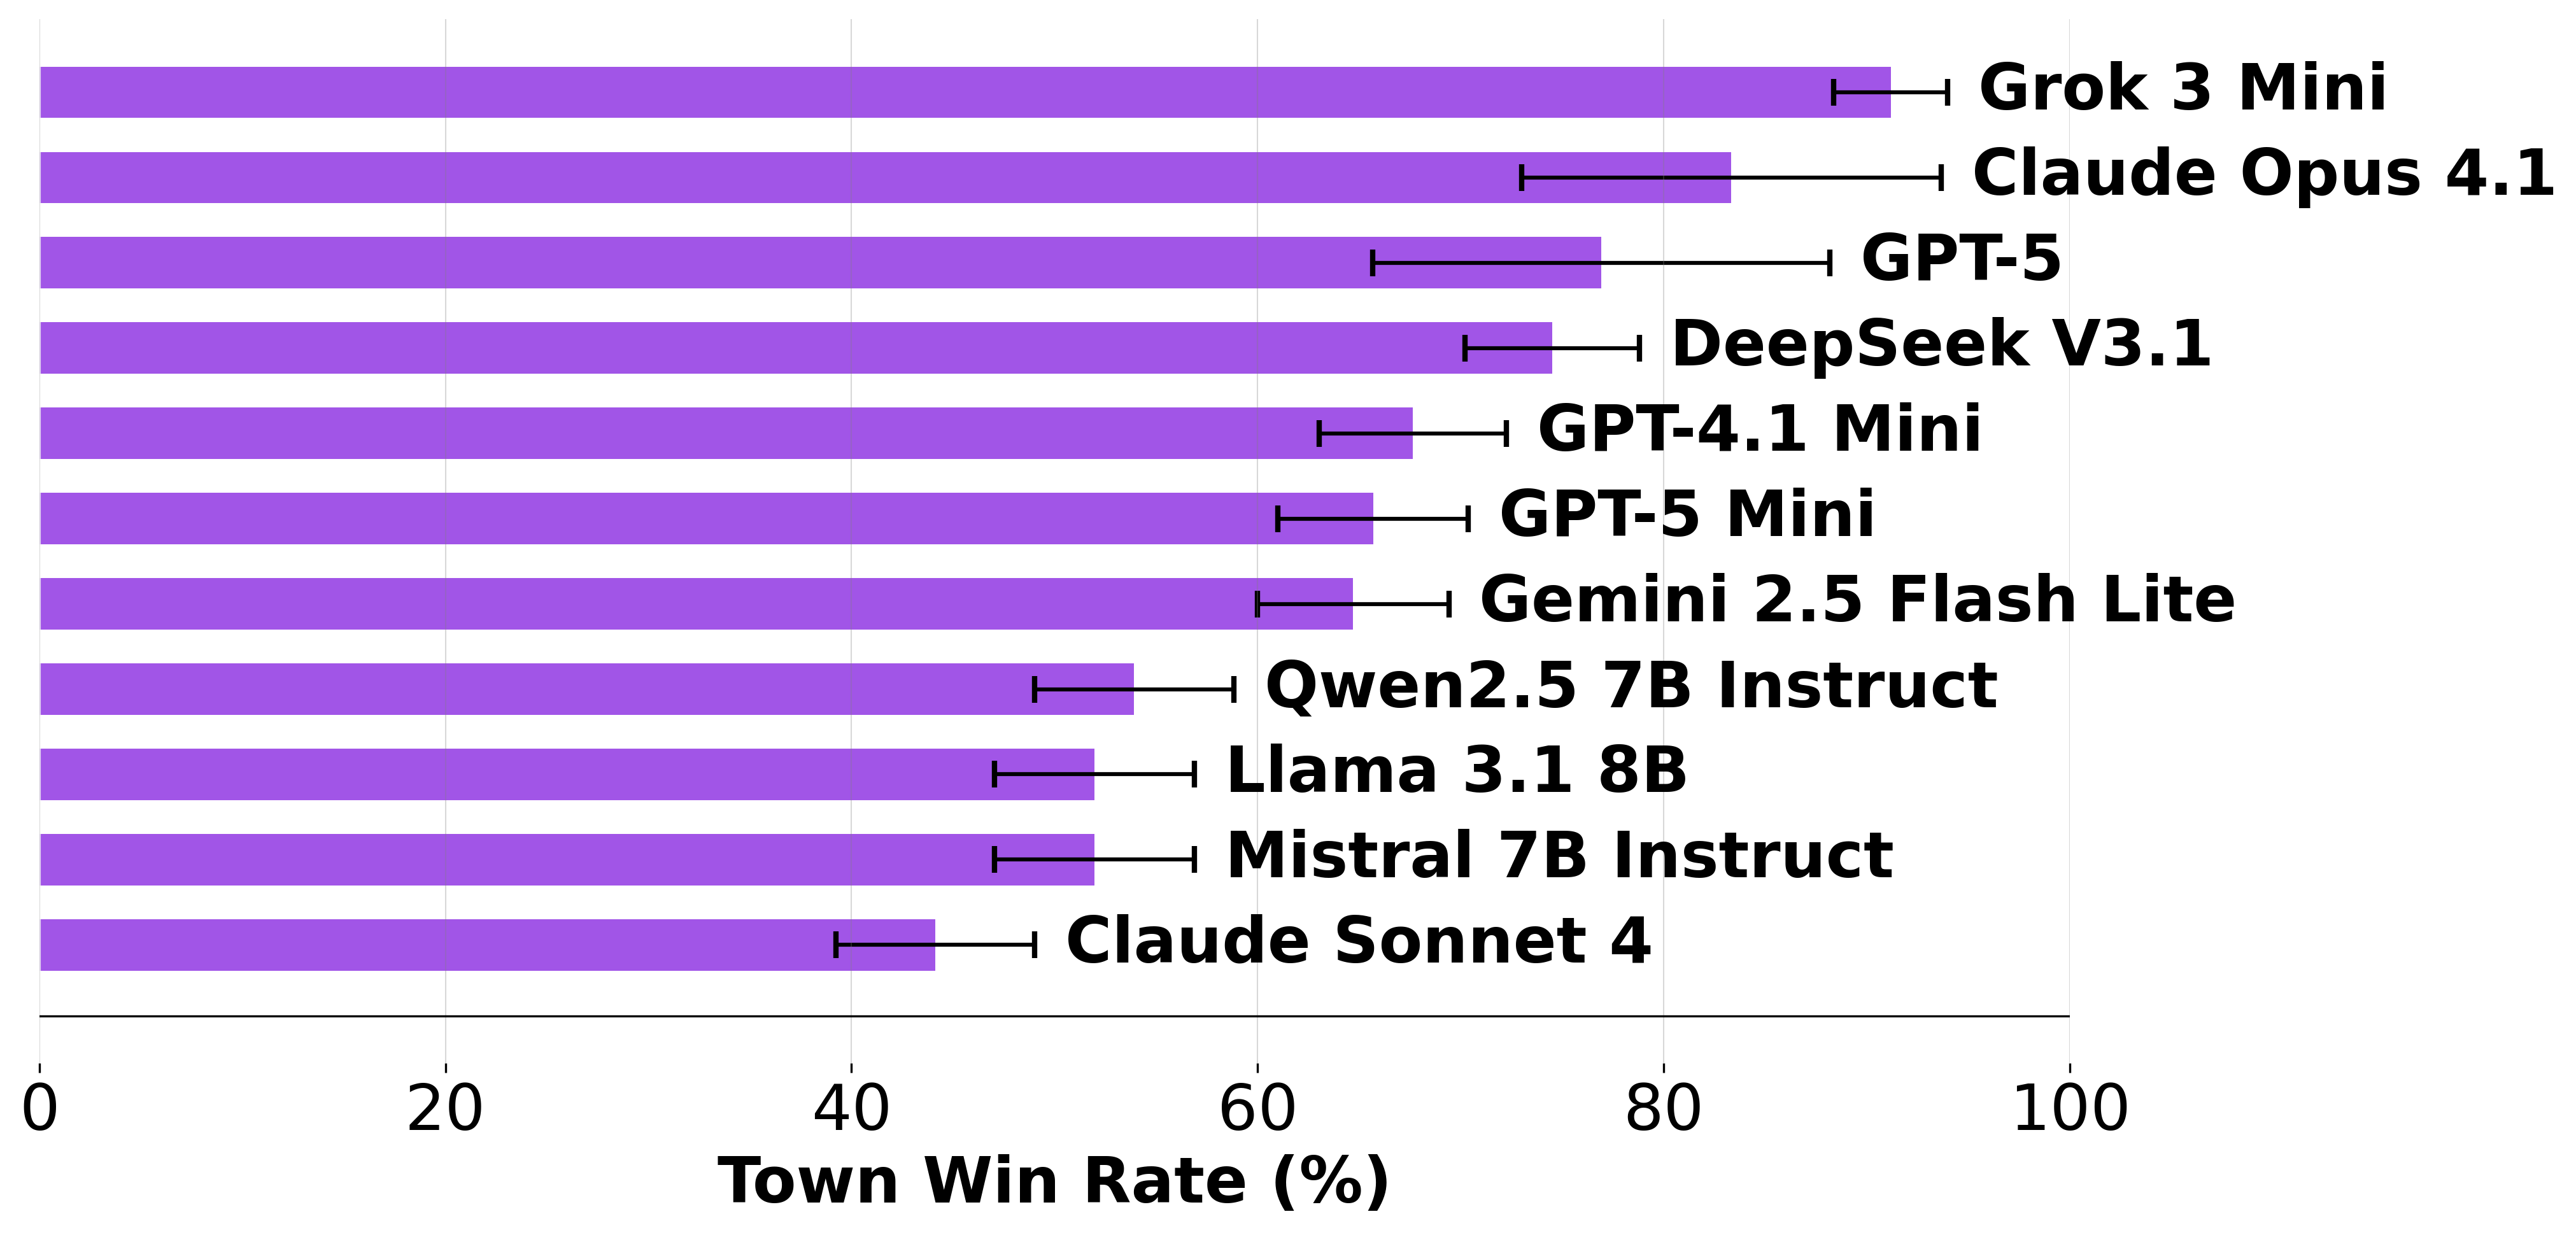 Grok 3 Mini
Claude Opus 4.1
GPT-5
DeepSeek V3.1
GPT-4.1 Mini
GPT-5 Mini
Gemini 2.5 Flash Lite
Qwen2.5 7B Instruct
Llama 3.1 8B
Mistral 7B Instruct
Claude Sonnet 4
0 20 40 60 80 100
Town Win Rate (%)